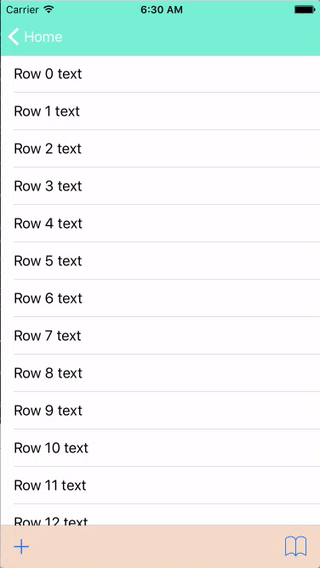 Carrier 6:30 AM
Home
Row 0 text
Row 1 text
Row 2 text
Row 3 text
Row 4 text
Row 5 text
Row 6 text
Row 7 text
Row 8 text
Row 9 text
Row 10 text
Row 11 text
Row 12 text